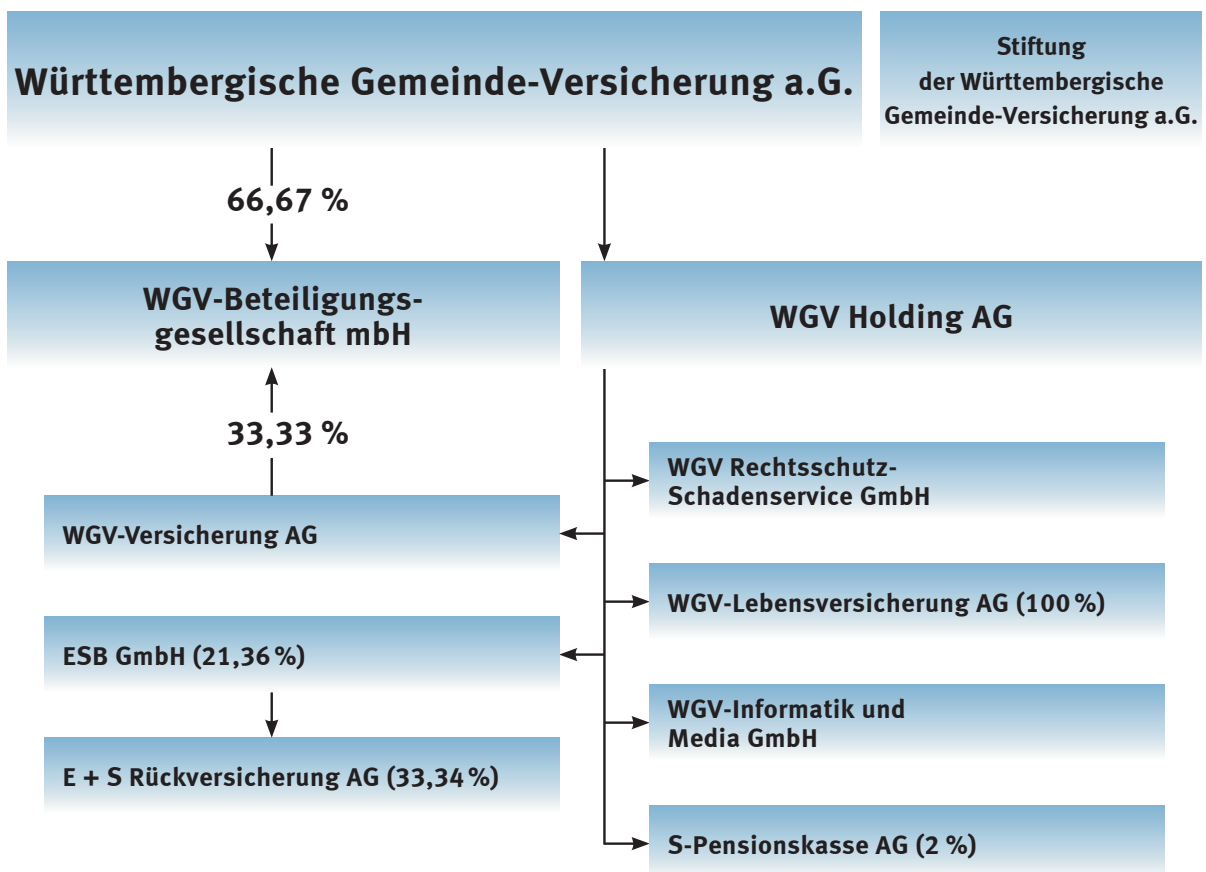 Württembergische Gemeinde-Versicherung a.G.
Stiftung
der Württembergische
Gemeinde-Versicherung a.G.
66,67 %
WGV-Beteiligungs-
gesellschaft mbH
WGV Holding AG
33,33 %
WGV Rechtsschutz-
Schadenservice GmbH
WGV-Versicherung AG
WGV-Lebensversicherung AG (100 %)
ESB GmbH (21,36 %)
WGV-Informatik und
Media GmbH
E + S Rückversicherung AG (33,34 %)
S-Pensionskasse AG (2 %)